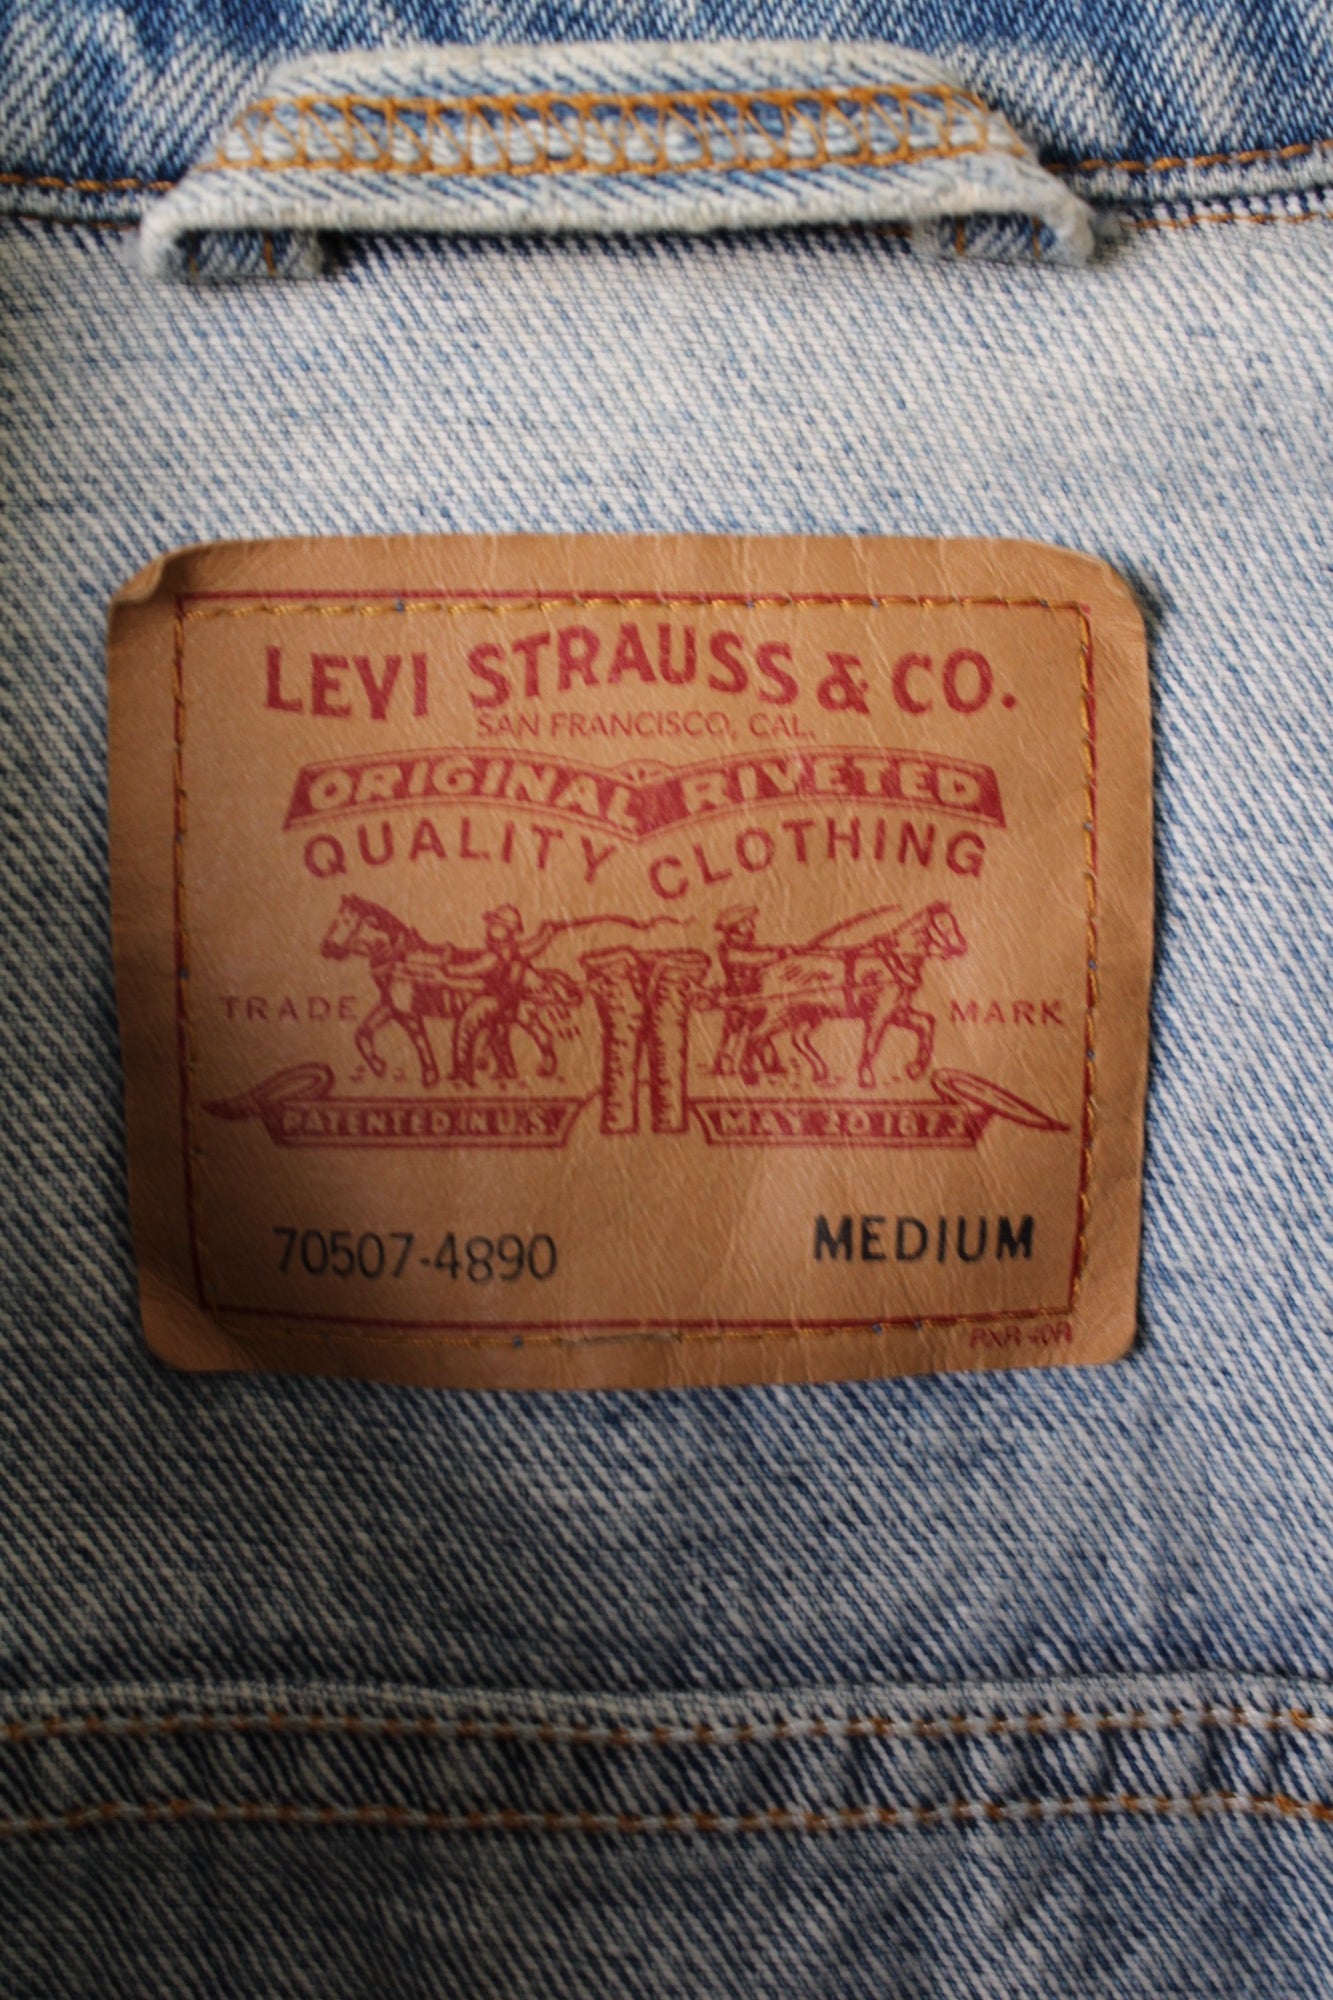 LEVI STRAUSS & CO.
SAN FRANCISCO, CAL.
ORIGINAL RIVETED
QUALITY CLOTHING
TRADE MARK
PATENTED IN U.S MAY 20 1873
70507-4890 MEDIUM